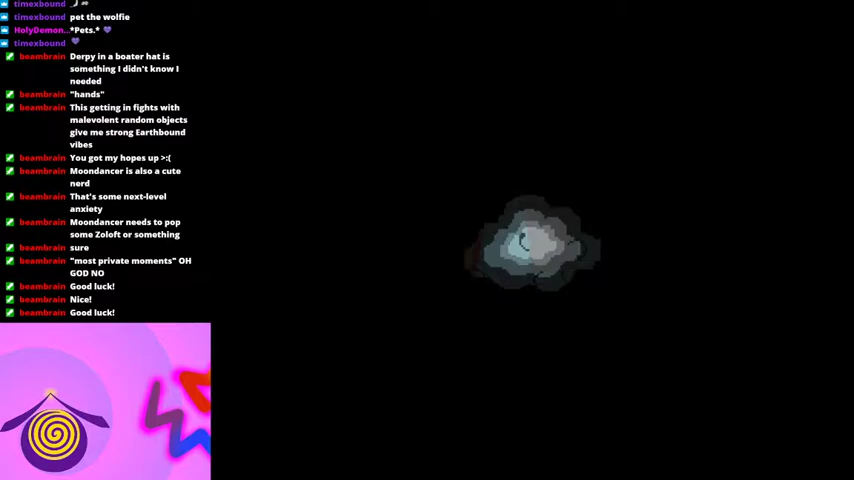 timexbound
timexbound pet the wolfie
HolyDemon... *Pets.*
timexbound
beambrain Derpy in a boater hat is
something I didn't know I
needed
beambrain "hands"
beambrain This getting in fights with
malevolent random objects
give me strong Earthbound
vibes
beambrain You got my hopes up >:(
beambrain Moondancer is also a cute
nerd
beambrain That's some next-level
anxiety
beambrain Moondancer needs to pop
some Zoloft or something
beambrain sure
beambrain "most private moments" OH
GOD NO
beambrain Good luck!
beambrain Nice!
beambrain Good luck!